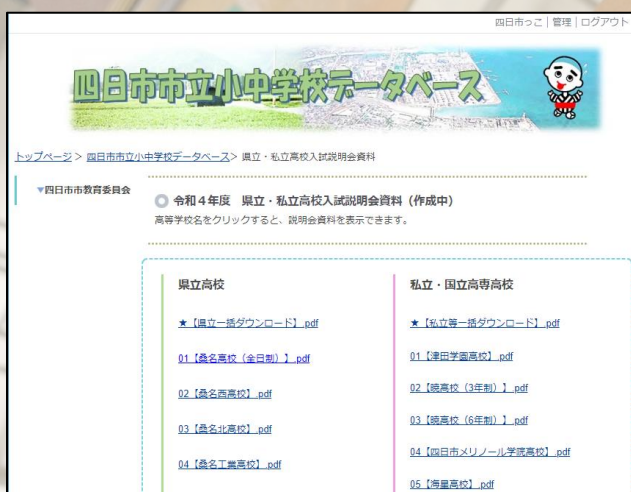 四日市っこ | 管理 | ログアウト
四日市市立小中学校データベース
トップページ > 四日市市立小中学校データベース > 県立・私立高校入試説明会資料
▼四日市市教育委員会
令和4年度 県立・私立高校入試説明会資料（作成中）
高等学校名をクリックすると、説明会資料を表示できます。
県立高校
★【県立一括ダウンロード】.pdf
01【桑名高校（全日制）】.pdf
02【桑名西高校】.pdf
03【桑名北高校】.pdf
04【桑名工業高校】.pdf
私立・国立高専高校
★【私立等一括ダウンロード】.pdf
01【津田学園高校】.pdf
02【暁高校（3年制）】.pdf
03【暁高校（6年制）】.pdf
04【四日市メリノール学院高校】.pdf
05【海星高校】.pdf